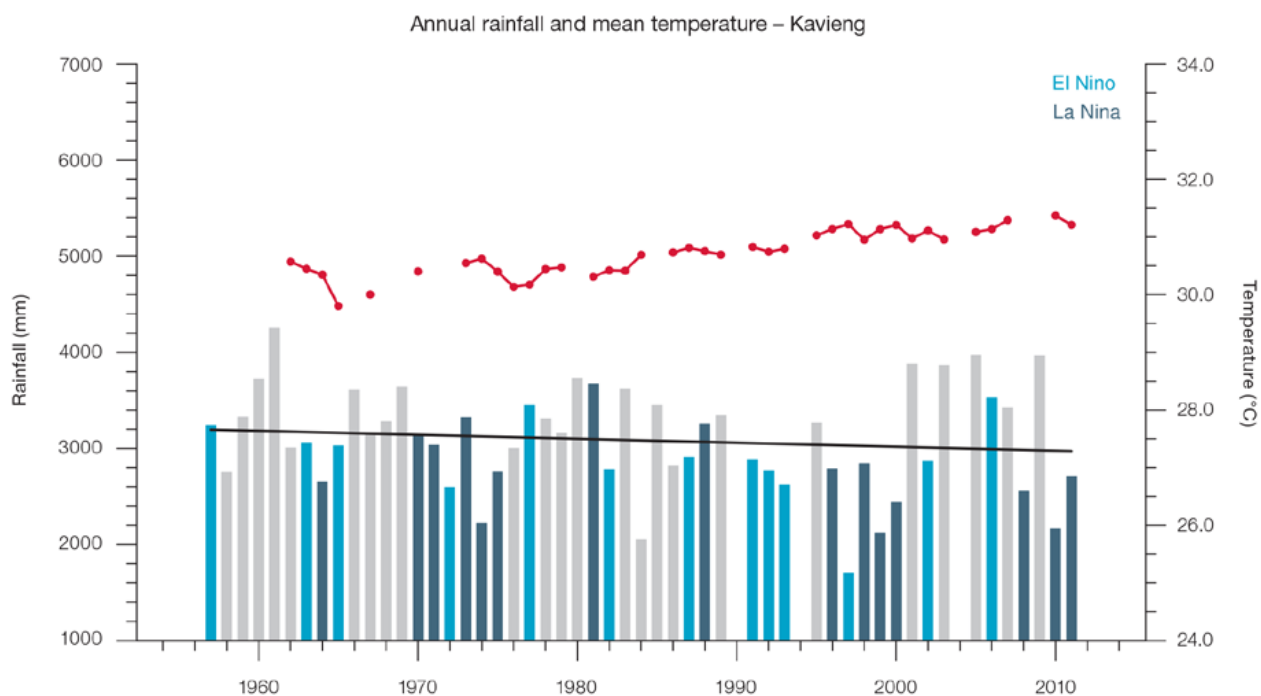 Annual rainfall and mean temperature – Kavieng
7000
6000
5000
4000
3000
2000
1000
Rainfall (mm)
El Nino
La Nina
34.0
32.0
30.0
28.0
26.0
24.0
Temperature (°C)
1960 1970 1980 1990 2000 2010